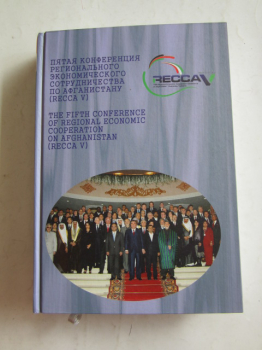 ПЯТАЯ КОНФЕРЕНЦИЯ
РЕГИОНАЛЬНОГО
ЭКОНОМИЧЕСКОГО
СОТРУДНИЧЕСТВА
ПО АФГАНИСТАНУ
(RECCA V)
RECCA V
THE FIFTH CONFERENCE
OF REGIONAL ECONOMIC
COOPERATION
ON AFGHANISTAN
(RECCA V)